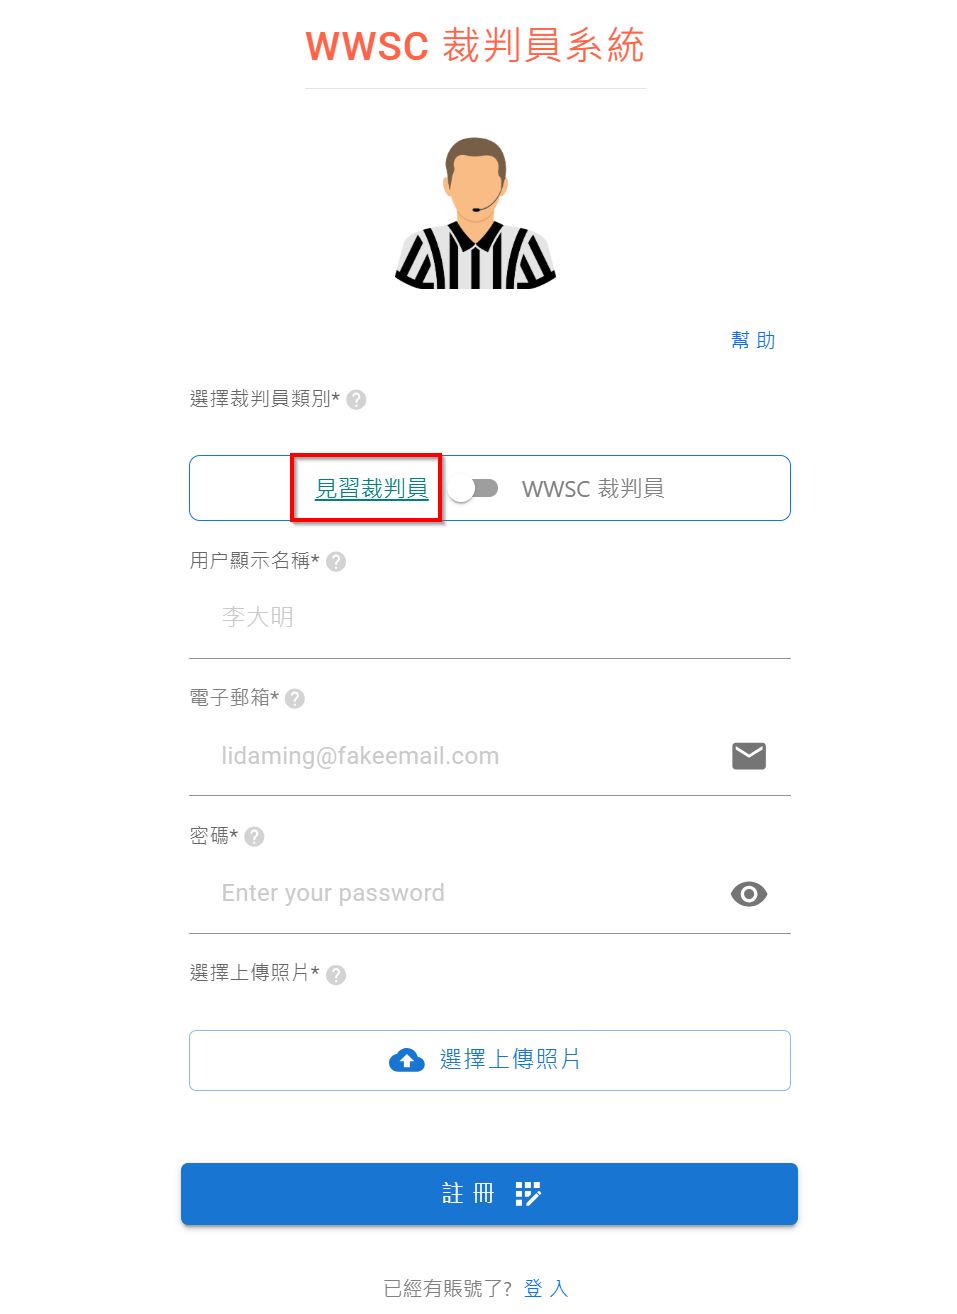 WWSC 裁判員系統
幫 助
選擇裁判員類別*
見習裁判員 WWSC 裁判員
用户顯示名稱*
李大明
電子郵箱*
lidaming@fakeemail.com
密碼*
Enter your password
選擇上傳照片*
選擇上傳照片
註 冊
已經有賬號了? 登 入